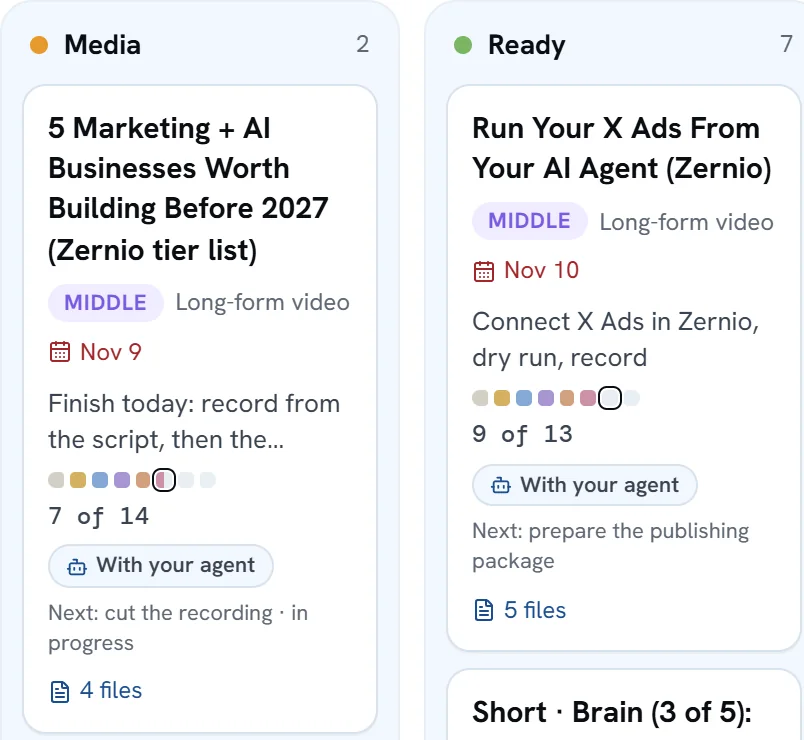 Media
2
5 Marketing + AI
Businesses Worth
Building Before 2027
(Zernio tier list)
MIDDLE Long-form video
Nov 9
Finish today: record from
the script, then the...
7 of 14
With your agent
Next: cut the recording · in
progress
4 files
Ready
7
Run Your X Ads From
Your AI Agent (Zernio)
MIDDLE Long-form video
Nov 10
Connect X Ads in Zernio,
dry run, record
9 of 13
With your agent
Next: prepare the publishing
package
5 files
Short · Brain (3 of 5):